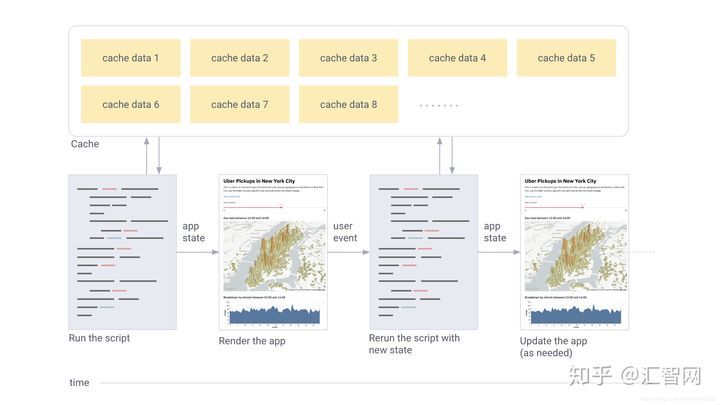 cache data 1
cache data 2
cache data 3
cache data 4
cache data 5
cache data 6
cache data 7
cache data 8
.......
Cache
Uber Pickups in New York City
app
state
user
event
app
state
Uber Pickups in New York City
Run the script
Render the app
Rerun the script with
new state
Update the app
(as needed)
time
知乎 @汇智网